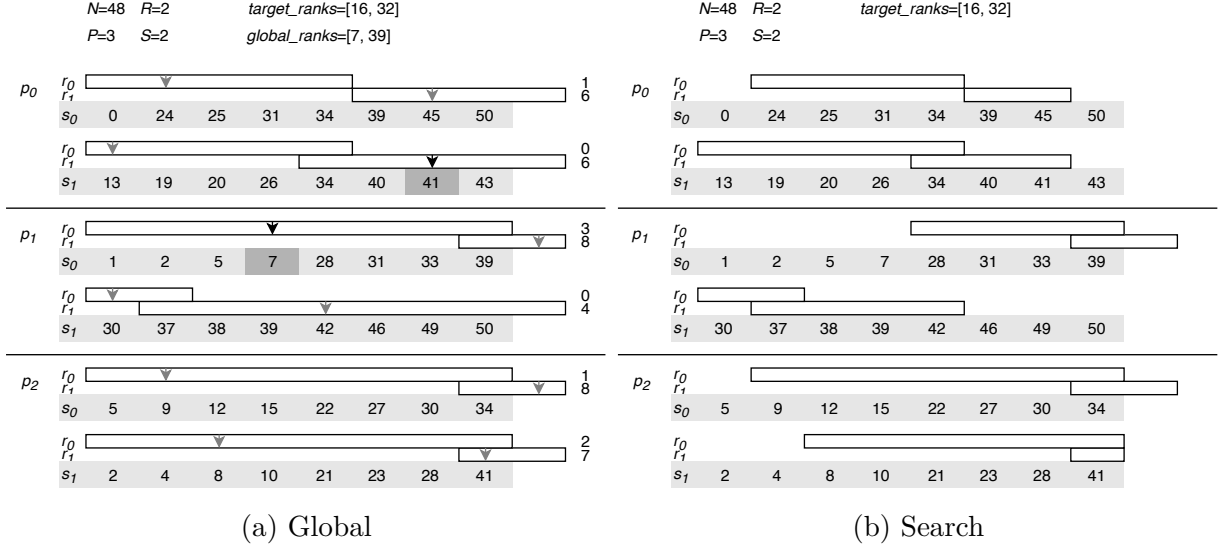 N=48 R=2 target_ranks=[16, 32]
P=3 S=2 global_ranks=[7, 39]
p0 r0 1
r1 6
s0 0 24 25 31 34 39 45 50
r0 0
r1 6
s1 13 19 20 26 34 40 41 43
p1 r0 3
r1 8
s0 1 2 5 7 28 31 33 39
r0 0
r1 4
s1 30 37 38 39 42 46 49 50
p2 r0 1
r1 8
s0 5 9 12 15 22 27 30 34
r0 2
r1 7
s1 2 4 8 10 21 23 28 41
(a) Global
N=48 R=2 target_ranks=[16, 32]
P=3 S=2
p0 r0
r1
s0 0 24 25 31 34 39 45 50
r0
r1
s1 13 19 20 26 34 40 41 43
p1 r0
r1
s0 1 2 5 7 28 31 33 39
r0
r1
s1 30 37 38 39 42 46 49 50
p2 r0
r1
s0 5 9 12 15 22 27 30 34
r0
r1
s1 2 4 8 10 21 23 28 41
(b) Search